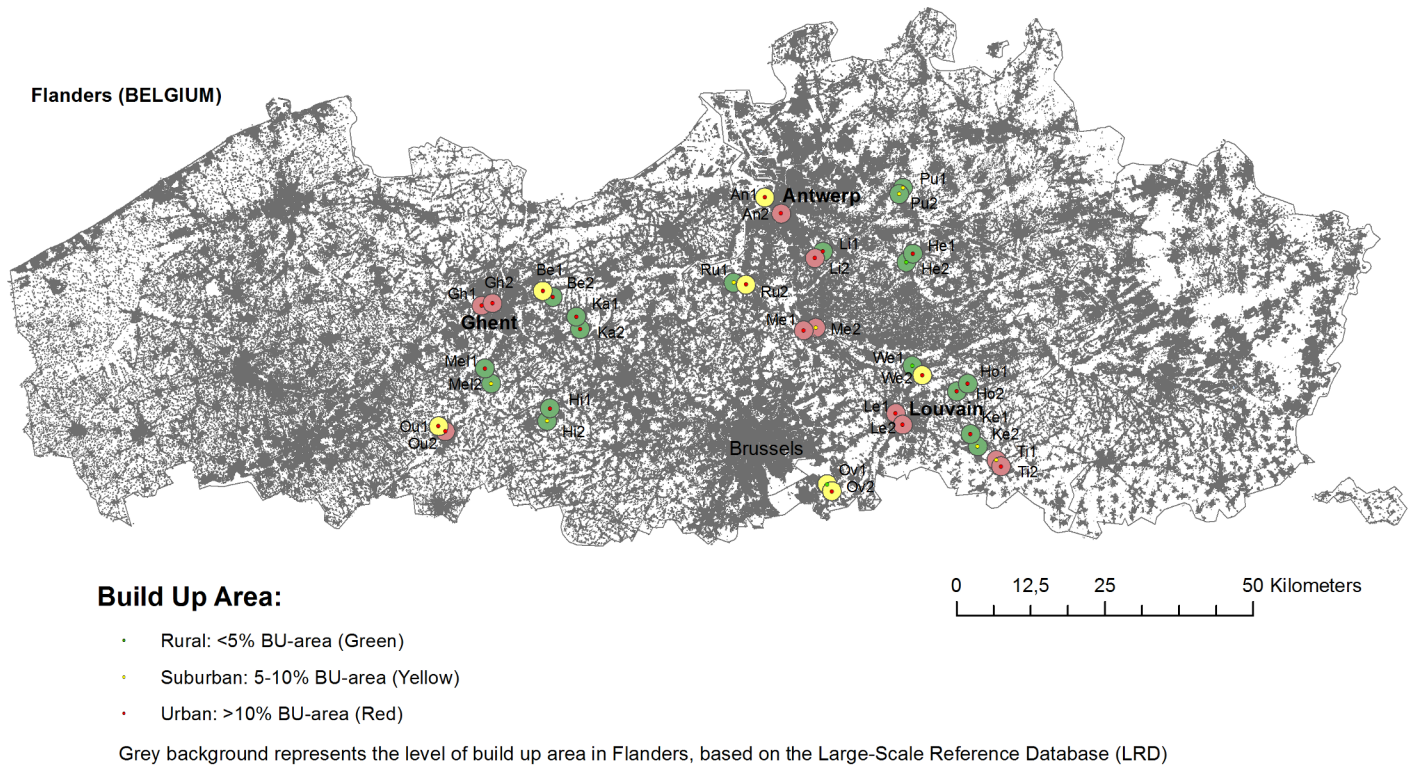 Flanders (BELGIUM)
Pu1
An1 Antwerp
An2
Pu2
Li1
Li2
He1
He2
Be1
Be2
Ru1
Ru2
Gh2
Gh1
Ghent
Ka1
Ka2
Me1
Me2
Mel1
Mel2
We1
We2
Ho1
Ho2
Le1 Louvain
Le2
Ke1
Ke2
Hi1
Hi2
Ou1
Ou2
Brussels
Ti1
Ti2
Ov1
Ov2
Build Up Area:
0 12,5 25 50 Kilometers
Rural: <5% BU-area (Green)
Suburban: 5-10% BU-area (Yellow)
Urban: >10% BU-area (Red)
Grey background represents the level of build up area in Flanders, based on the Large-Scale Reference Database (LRD)